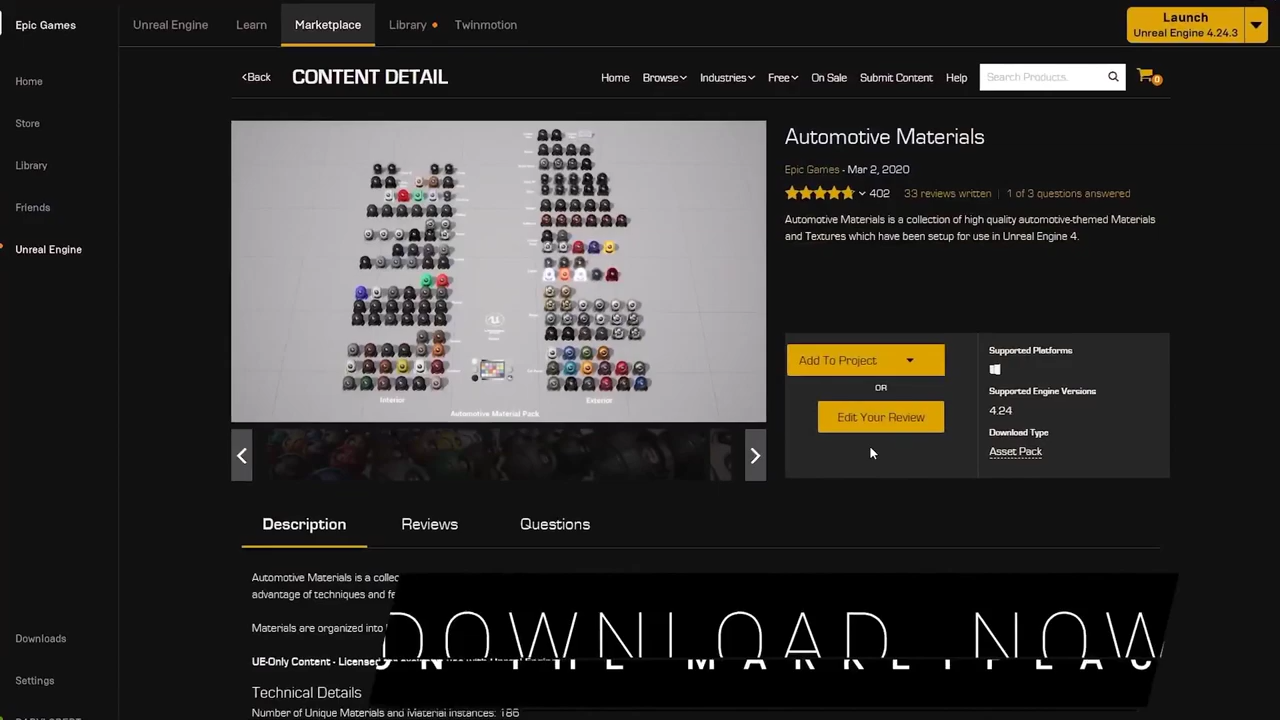 Epic Games
Unreal Engine
Learn
Marketplace
Library
Twinmotion
Launch
Unreal Engine 4.24.3
Home
Store
Library
Friends
Unreal Engine
Downloads
Settings
<Back
CONTENT DETAIL
Home
Browse
Industries
Free
On Sale
Submit Content
Help
Search Products.
0
Interior
Exterior
Automotive Material Pack
Automotive Materials
Epic Games - Mar 2, 2020
402
33 reviews written | 1 of 3 questions answered
Automotive Materials is a collection of high quality automotive-themed Materials
and Textures which have been setup for use in Unreal Engine 4.
Add To Project
OR
Edit Your Review
Supported Platforms
Supported Engine Versions
4.24
Download Type
Asset Pack
Description
Reviews
Questions
Automotive Materials is a
advantage of techniques and
Materials are organized into
UE-Only Content - Licensed
DOWNLOAD NOW
Technical Details
Number of Unique Materials and Material Instances: 186